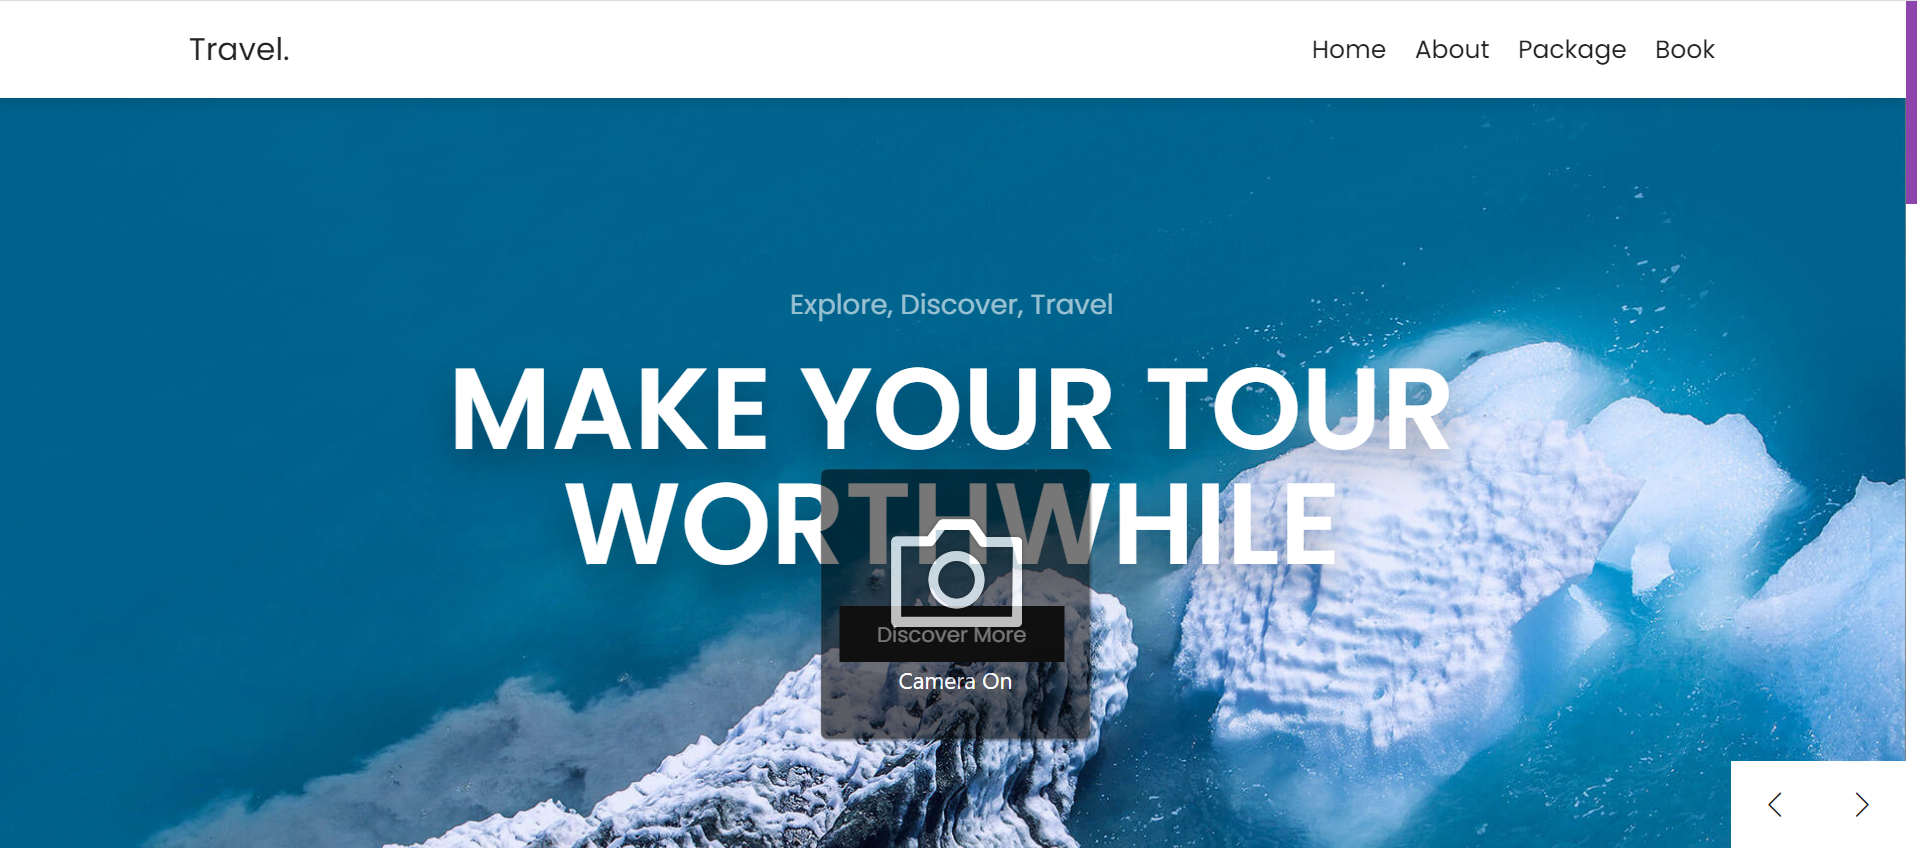 Travel.
Home About Package Book
Explore, Discover, Travel
MAKE YOUR TOUR
WORTHWHILE
Discover More
Camera On